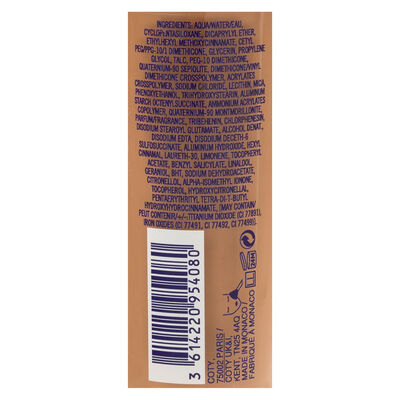 INGREDIENTS: AQUA/WATER/EAU,
CYCLOPENTASILOXANE, DICAPRYLYL ETHER,
ETHYLHEXYL METHOXYCINNAMATE, CETYL
PEG/PPG-10/1 DIMETHICONE, GLYCERIN, PROPYLENE
GLYCOL, TALC, PEG-10 DIMETHICONE,
QUATERNIUM-90 SEPIOLITE, DIMETHICONE/VINYL
DIMETHICONE CROSSPOLYMER, ACRYLATES
CROSSPOLYMER, SODIUM CHLORIDE, LECITHIN, MICA,
PHENOXYETHANOL, TRIHYDROXYSTEARIN, ALUMINUM
STARCH OCTENYLSUCCINATE, AMMONIUM ACRYLATES
COPOLYMER, QUATERNIUM-90 MONTMORILLONITE,
PARFUM/FRAGRANCE, TRIBEHENIN, CHLORPHENESIN,
DISODIUM STEAROYL GLUTAMATE, ALCOHOL DENAT.,
DISODIUM EDTA, DISODIUM DECETH-6
SULFOSUCCINATE, ALUMINUM HYDROXIDE, HEXYL
CINNAMAL, LAURETH-30, LIMONENE, TOCOPHERYL
ACETATE, BENZYL SALICYLATE, LINALOOL,
GERANIOL, BHT, SODIUM DEHYDROACETATE,
CITRONELLOL, ALPHA-ISOMETHYL IONONE,
TOCOPHEROL, HYDROXYCITRONELLAL,
PENTAERYTHRITYL TETRA-DI-T-BUTYL
HYDROXYHYDROCINNAMATE, [MAY CONTAIN/
PEUT CONTENIR/+/-:TITANIUM DIOXIDE (CI 77891),
IRON OXIDES (CI 77491, CI 77492, CI 77499)].
3 614220 954080
24M
COTY,
75002 PARIS /
COTY UK&I,
KENT, TN25 4AQ
MADE IN MONACO /
FABRIQUÉ À MONACO